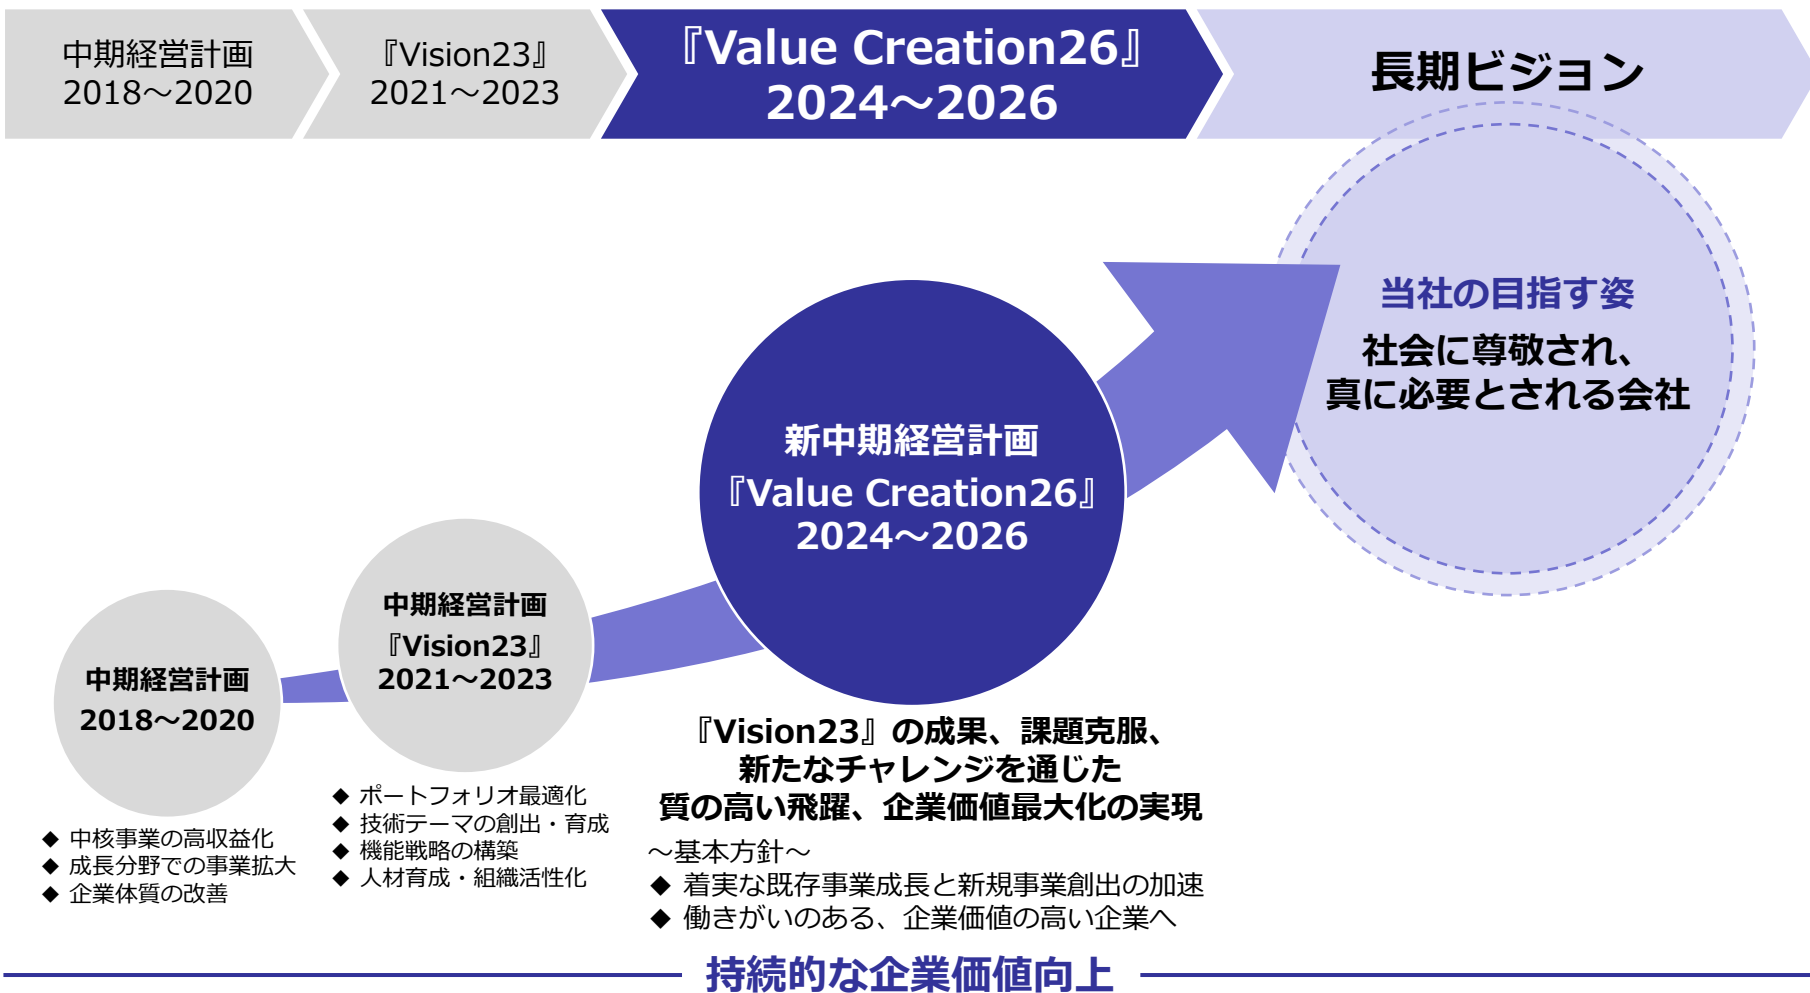 中期経営計画
2018～2020
『Vision23』
2021～2023
『Value Creation26』
2024～2026
長期ビジョン
当社の目指す姿
社会に尊敬され、
真に必要とされる会社
新中期経営計画
『Value Creation26』
2024～2026
中期経営計画
『Vision23』
2021～2023
中期経営計画
2018～2020
◆ 中核事業の高収益化
◆ 成長分野での事業拡大
◆ 企業体質の改善
◆ ポートフォリオ最適化
◆ 技術テーマの創出・育成
◆ 機能戦略の構築
◆ 人材育成・組織活性化
『Vision23』の成果、課題克服、
新たなチャレンジを通じた
質の高い飛躍、企業価値最大化の実現
～基本方針～
◆ 着実な既存事業成長と新規事業創出の加速
◆ 働きがいのある、企業価値の高い企業へ
持続的な企業価値向上